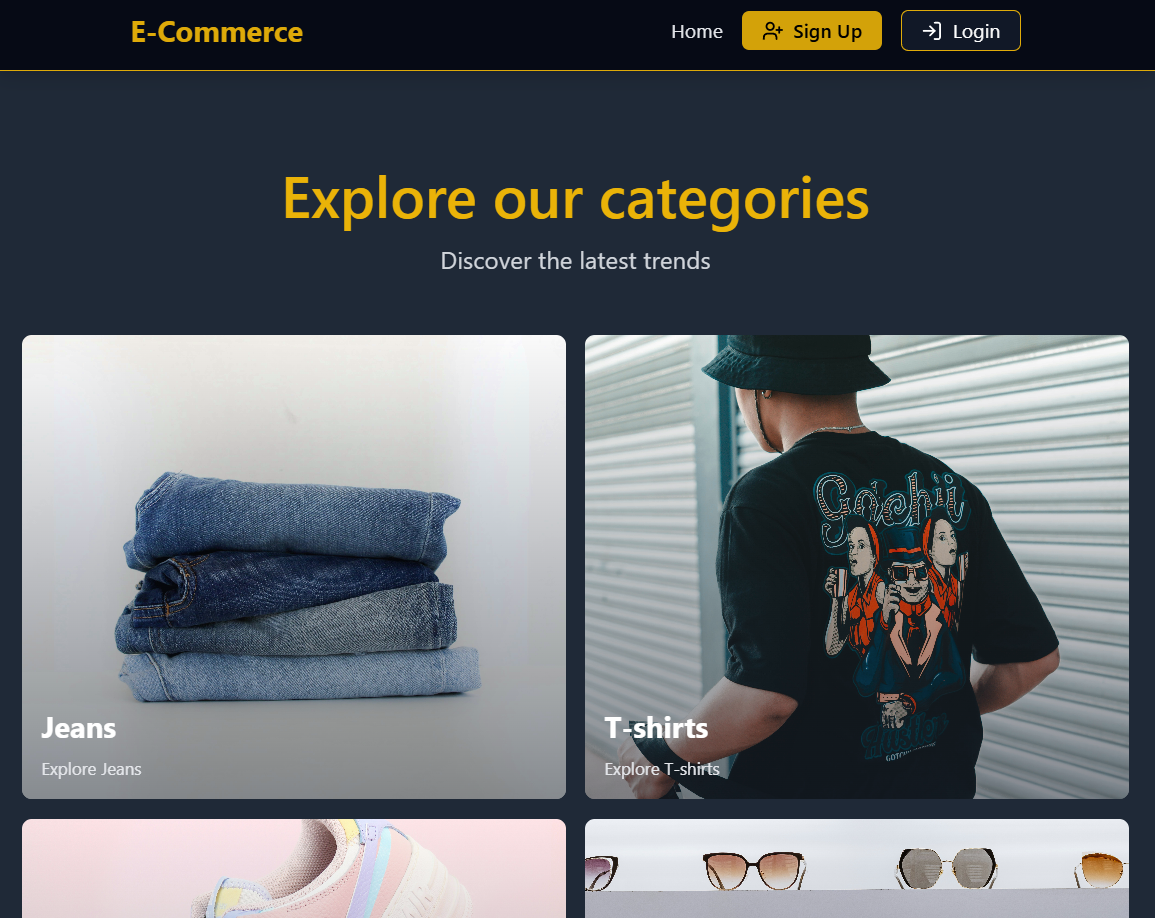 E-Commerce
Home
Sign Up
Login
Explore our categories
Discover the latest trends
Gotchii
Hustler
Jeans
Explore Jeans
T-shirts
Explore T-shirts